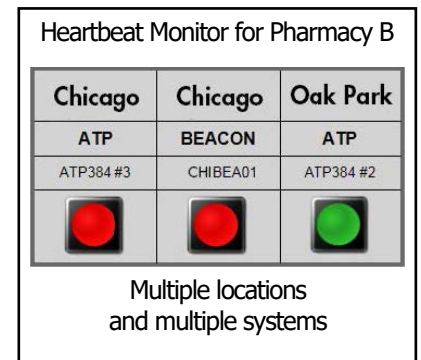 Heartbeat Monitor for Pharmacy B
Chicago Chicago Oak Park
ATP BEACON ATP
ATP384 #3 CHIBEA01 ATP384 #2
Multiple locations
and multiple systems